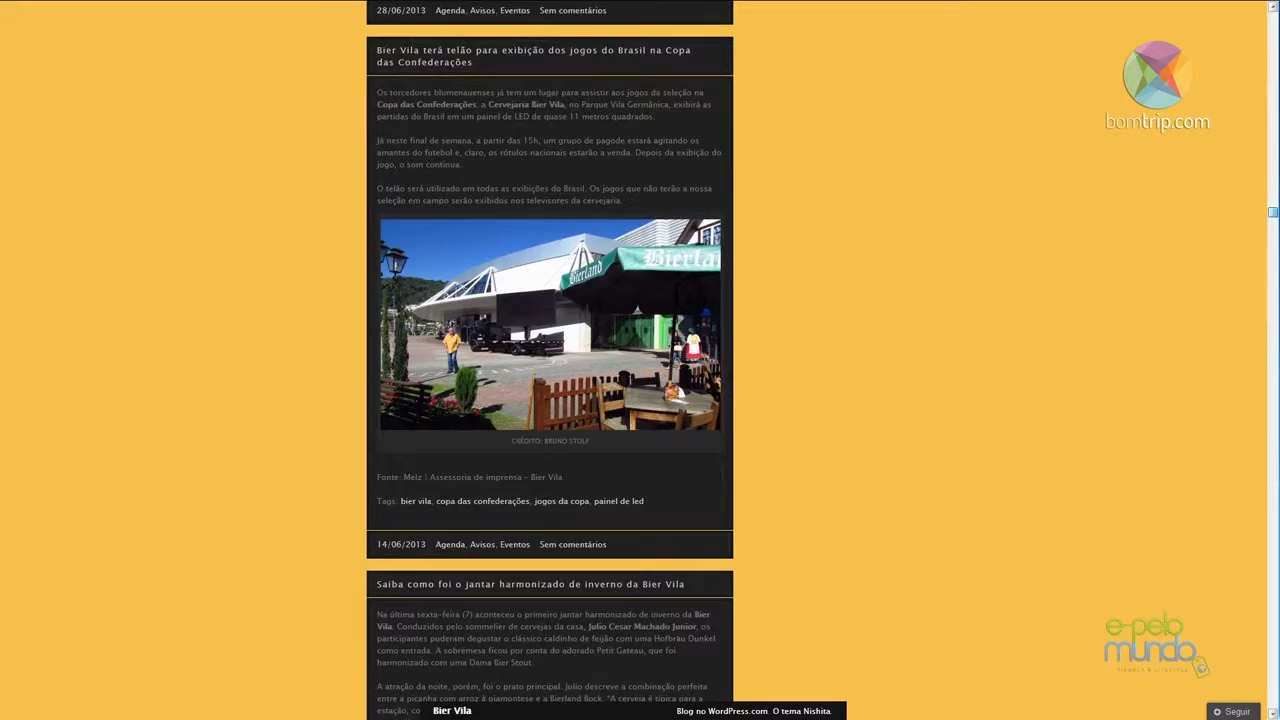 28/06/2013 Agenda, Avisos, Eventos Sem comentários
Bier Vila terá telão para exibição dos jogos do Brasil na Copa
das Confederações
Os torcedores blumenauenses já tem um lugar para assistir aos jogos da seleção na
Copa das Confederações: a Cervejaria Bier Vila, no Parque Vila Germânica, exibirá as
partidas do Brasil em um painel de LED de quase 11 metros quadrados.
Já neste final de semana, a partir das 15h, um grupo de pagode estará agitando os
amantes do futebol e, claro, os rótulos nacionais estarão a venda. Depois da exibição do
jogo, o som continua.
O telão será utilizado em todas as exibições do Brasil. Os jogos que não terão a nossa
seleção em campo serão exibidos nos televisores da cervejaria.
Bierland
Bierla
CRÉDITO: BRUNO STOLF
Fonte: Melz | Assessoria de imprensa – Bier Vila
Tags: bier vila, copa das confederações, jogos da copa, painel de led
14/06/2013 Agenda, Avisos, Eventos Sem comentários
Saiba como foi o jantar harmonizado de inverno da Bier Vila
Na última sexta-feira (7) aconteceu o primeiro jantar harmonizado de inverno da Bier
Vila. Conduzidos pelo sommelier de cervejas da casa, Julio Cesar Machado Junior, os
participantes puderam degustar o clássico caldinho de feijão com uma Hofbrau Dunkel
como entrada. A sobremesa ficou por conta do adorado Petit Gateau, que foi
harmonizado com uma Dama Bier Stout.
A atração da noite, porém, foi o prato principal. Julio descreve a combinação perfeita
entre a picanha com arroz à piamontese e a Bierland Bock. "A cerveja é típica para a
estação, co
Bier Vila
Blog no WordPress.com. O tema Nishita.
Seguir
bomtrip.com
e-pelo
mundo